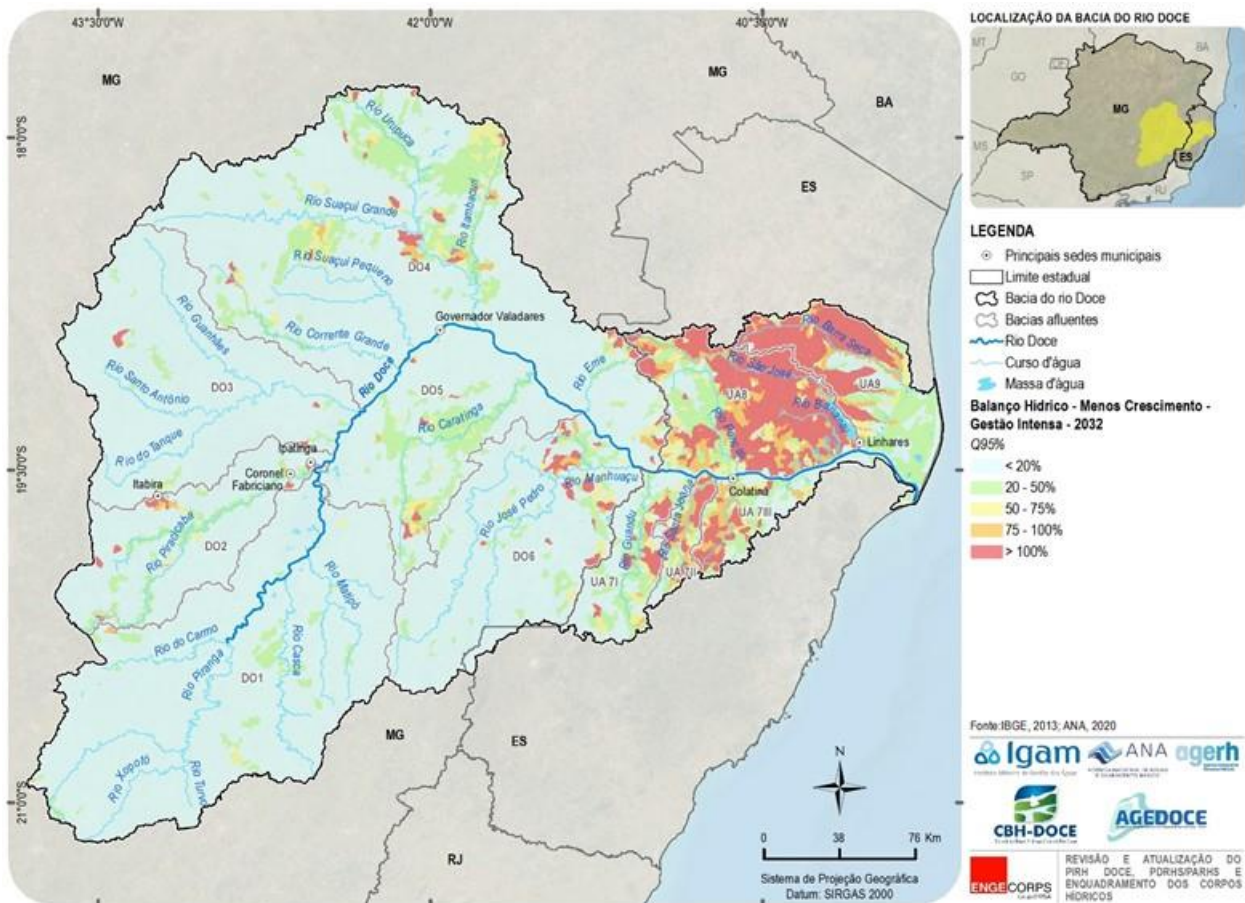 43°30'0"W
42°0'0"W
40°30'0"W
18°0'0"S
19°30'0"S
21°0'0"S
MG
MG
BA
ES
MG
ES
RJ
Rio Urupuca
Rio Suaçuí Grande
Rio Itambacuri
Rio Suaçuí Pequeno
DO4
Rio Guanhães
Rio Corrente Grande
Governador Valadares
Rio Doce
Rio Santo Antônio
DO3
DO5
Rio Eme
Rio Barra Seca
Rio São José
UA8
UA9
Rio do Tanque
Rio Caratinga
Linhares
Ipatinga
Coronel
Fabriciano
Itabira
Rio Manhuaçu
Colatina
Rio José Pedro
Rio Guandu
UA 7III
Rio Piracicaba
DO2
DO6
UA 7I
UA 7II
Rio Matipó
Rio do Carmo
Rio Piranga
Rio Casca
DO1
Rio Xopotó
Rio Turvo
N
0 38 76 Km
Sistema de Projeção Geográfica
Datum: SIRGAS 2000
LOCALIZAÇÃO DA BACIA DO RIO DOCE
MT
BA
GO
DF
MG
MS
ES
SP
RJ
LEGENDA
Principais sedes municipais
Limite estadual
Bacia do rio Doce
Bacias afluentes
Rio Doce
Curso d'água
Massa d'água
Balanço Hídrico - Menos Crescimento -
Gestão Intensa - 2032
Q95%
< 20%
20 - 50%
50 - 75%
75 - 100%
> 100%
Fonte:IBGE, 2013; ANA, 2020
Igam
Instituto Mineiro de Gestão das Águas
ANA
agerh
CBH-DOCE
AGEDOCE
ENGECORPS
REVISÃO E ATUALIZAÇÃO DO
PIRH DOCE, PDRHS/PARHS E
ENQUADRAMENTO DOS CORPOS
HÍDRICOS